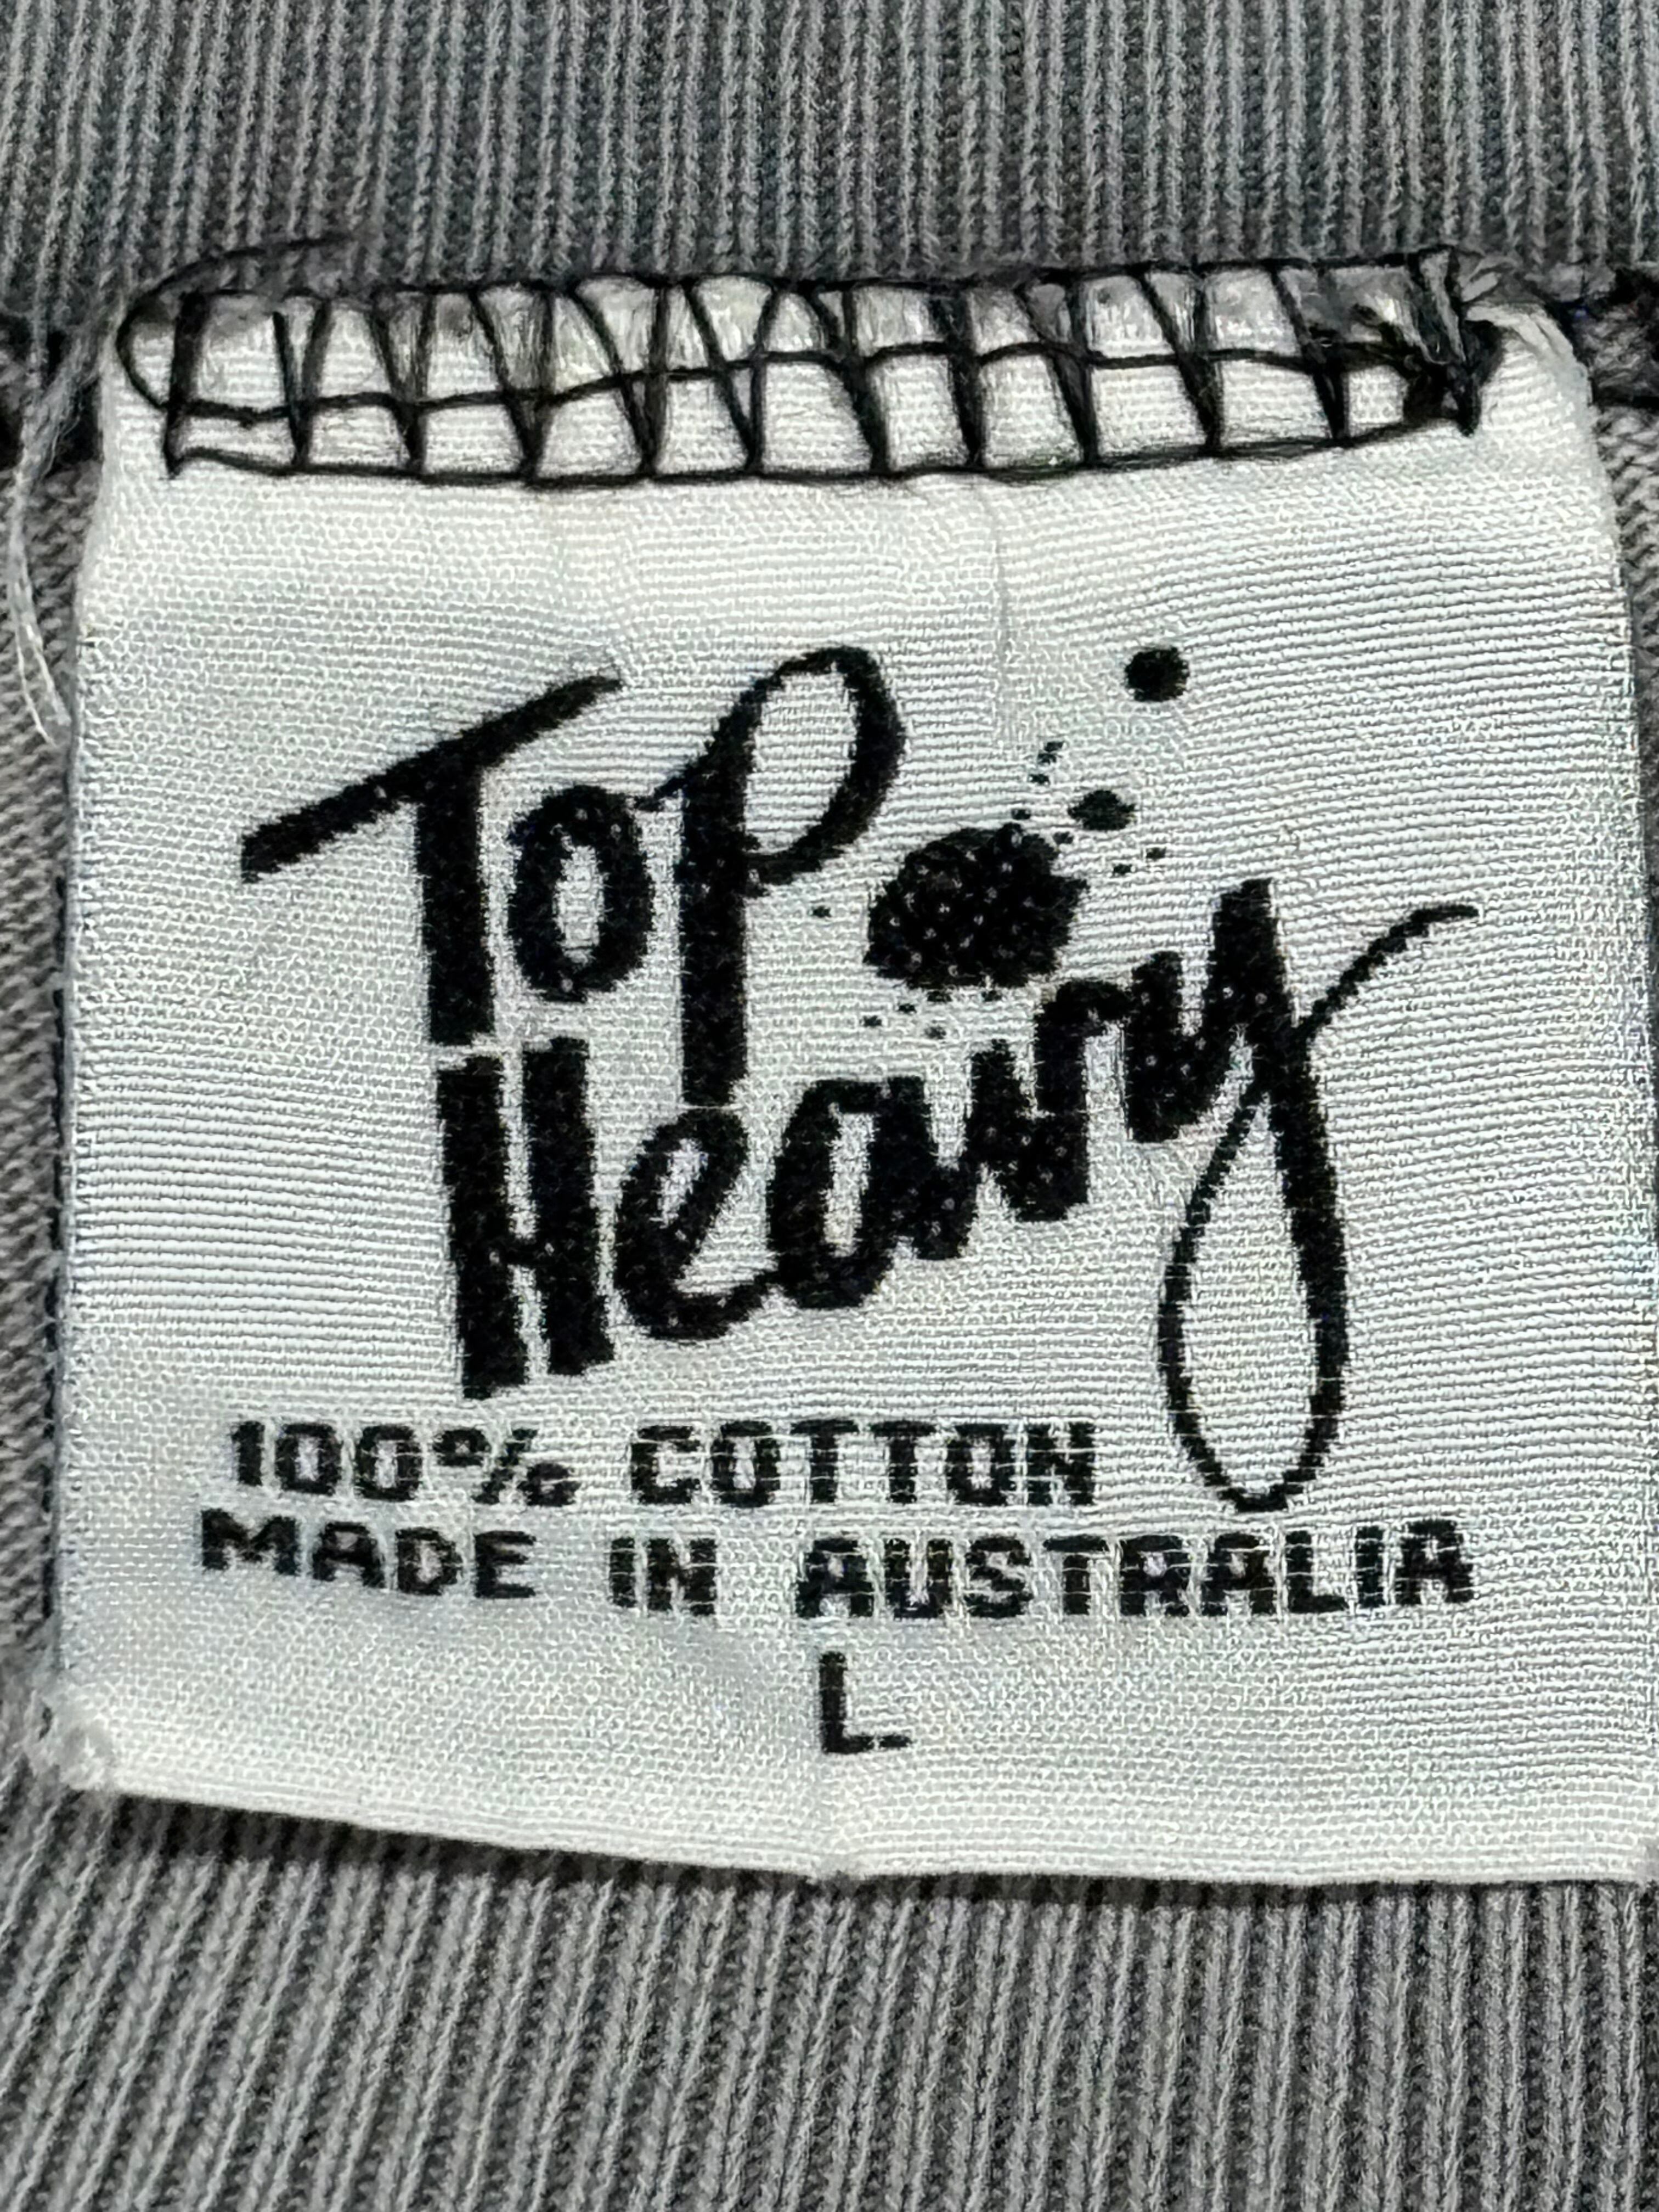 Top
Heavy
100% COTTON
MADE IN AUSTRALIA
L